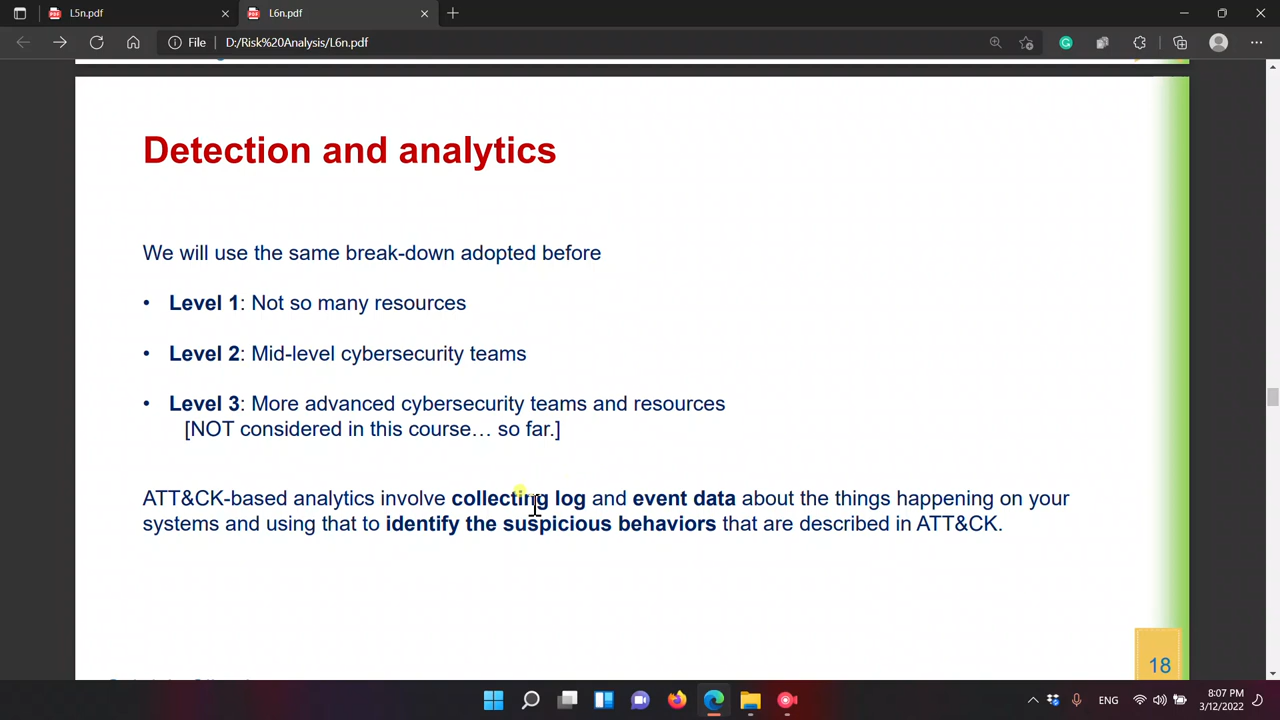 L5n.pdf
L6n.pdf
File
D:/Risk%20Analysis/L6n.pdf
Detection and analytics
We will use the same break-down adopted before
• Level 1: Not so many resources
• Level 2: Mid-level cybersecurity teams
• Level 3: More advanced cybersecurity teams and resources
[NOT considered in this course… so far.]
ATT&CK-based analytics involve collecting log and event data about the things happening on your
systems and using that to identify the suspicious behaviors that are described in ATT&CK.
18
ENG
8:07 PM
3/12/2022